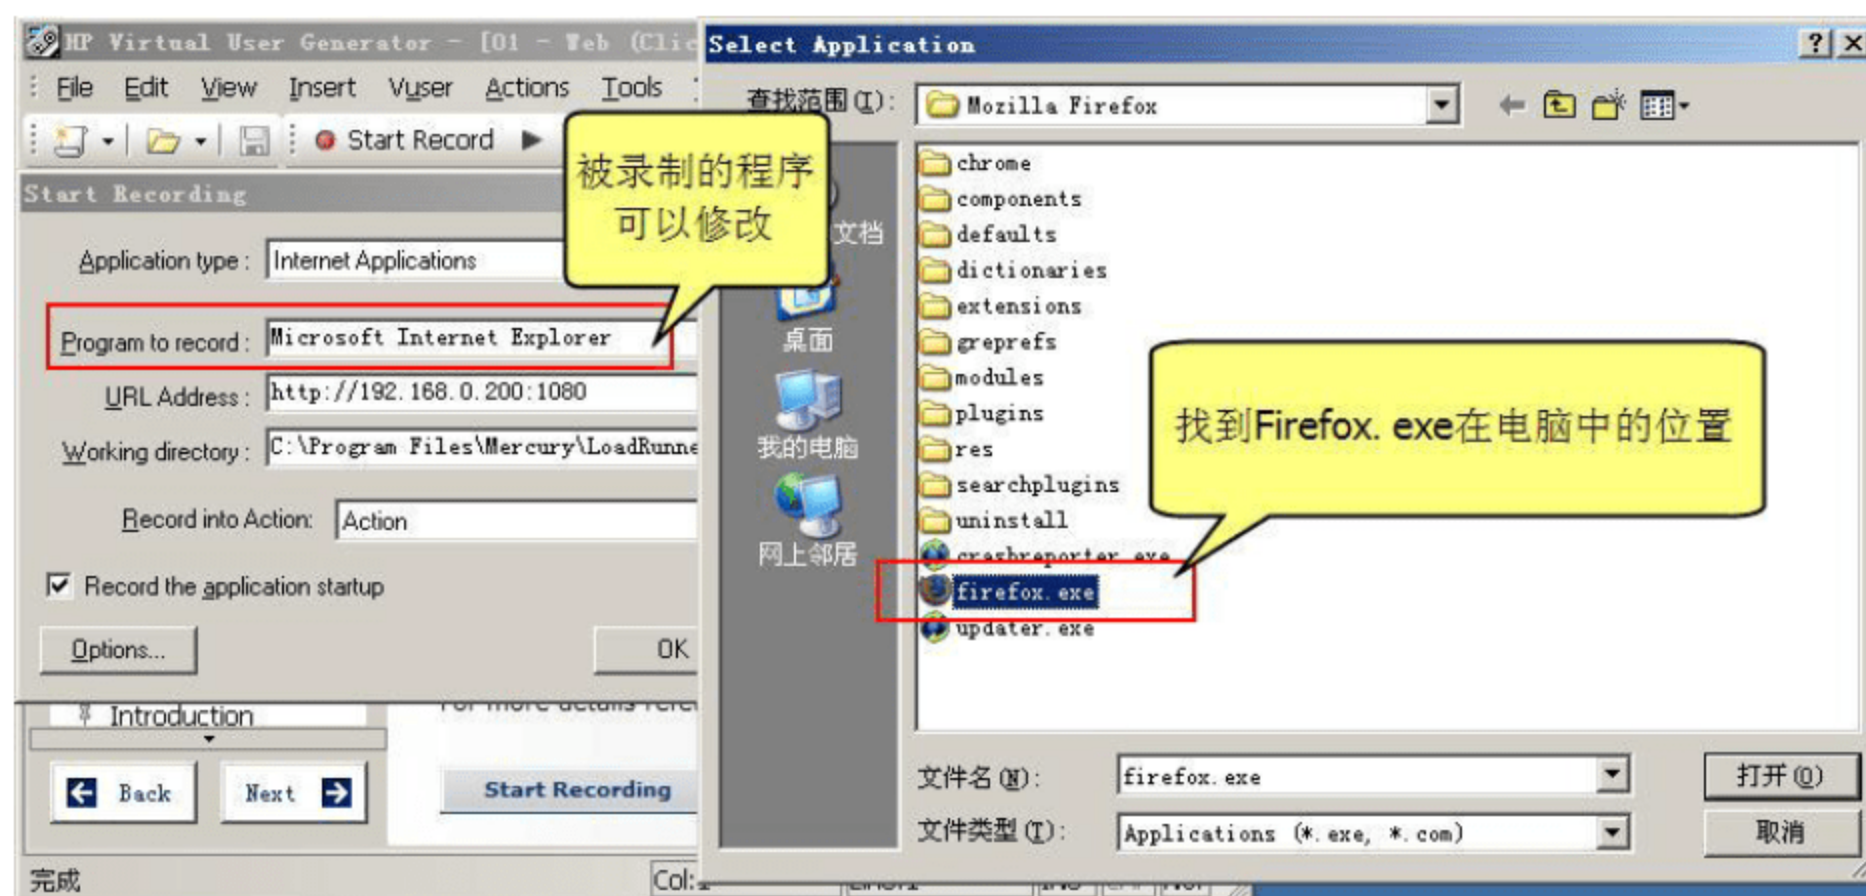 HP Virtual User Generator - [01 - Web (Clic
File Edit View Insert Vuser Actions Tools
Start Record
Start Recording
Application type : Internet Applications
Program to record : Microsoft Internet Explorer
URL Address : http://192.168.0.200:1080
Working directory : C:\Program Files\Mercury\LoadRunne
Record into Action: Action
Record the application startup
Options... OK
Introduction
For more details
Back Next Start Recording
完成 Col: 1
被录制的程序
可以修改
Select Application
查找范围(I): Mozilla Firefox
文档
桌面
我的电脑
网上邻居
chrome
components
defaults
dictionaries
extensions
greprefs
modules
plugins
res
searchplugins
uninstall
crashreporter.exe
firefox.exe
updater.exe
找到Firefox. exe在电脑中的位置
文件名(N): firefox.exe 打开(O)
文件类型(T): Applications (*.exe, *.com) 取消